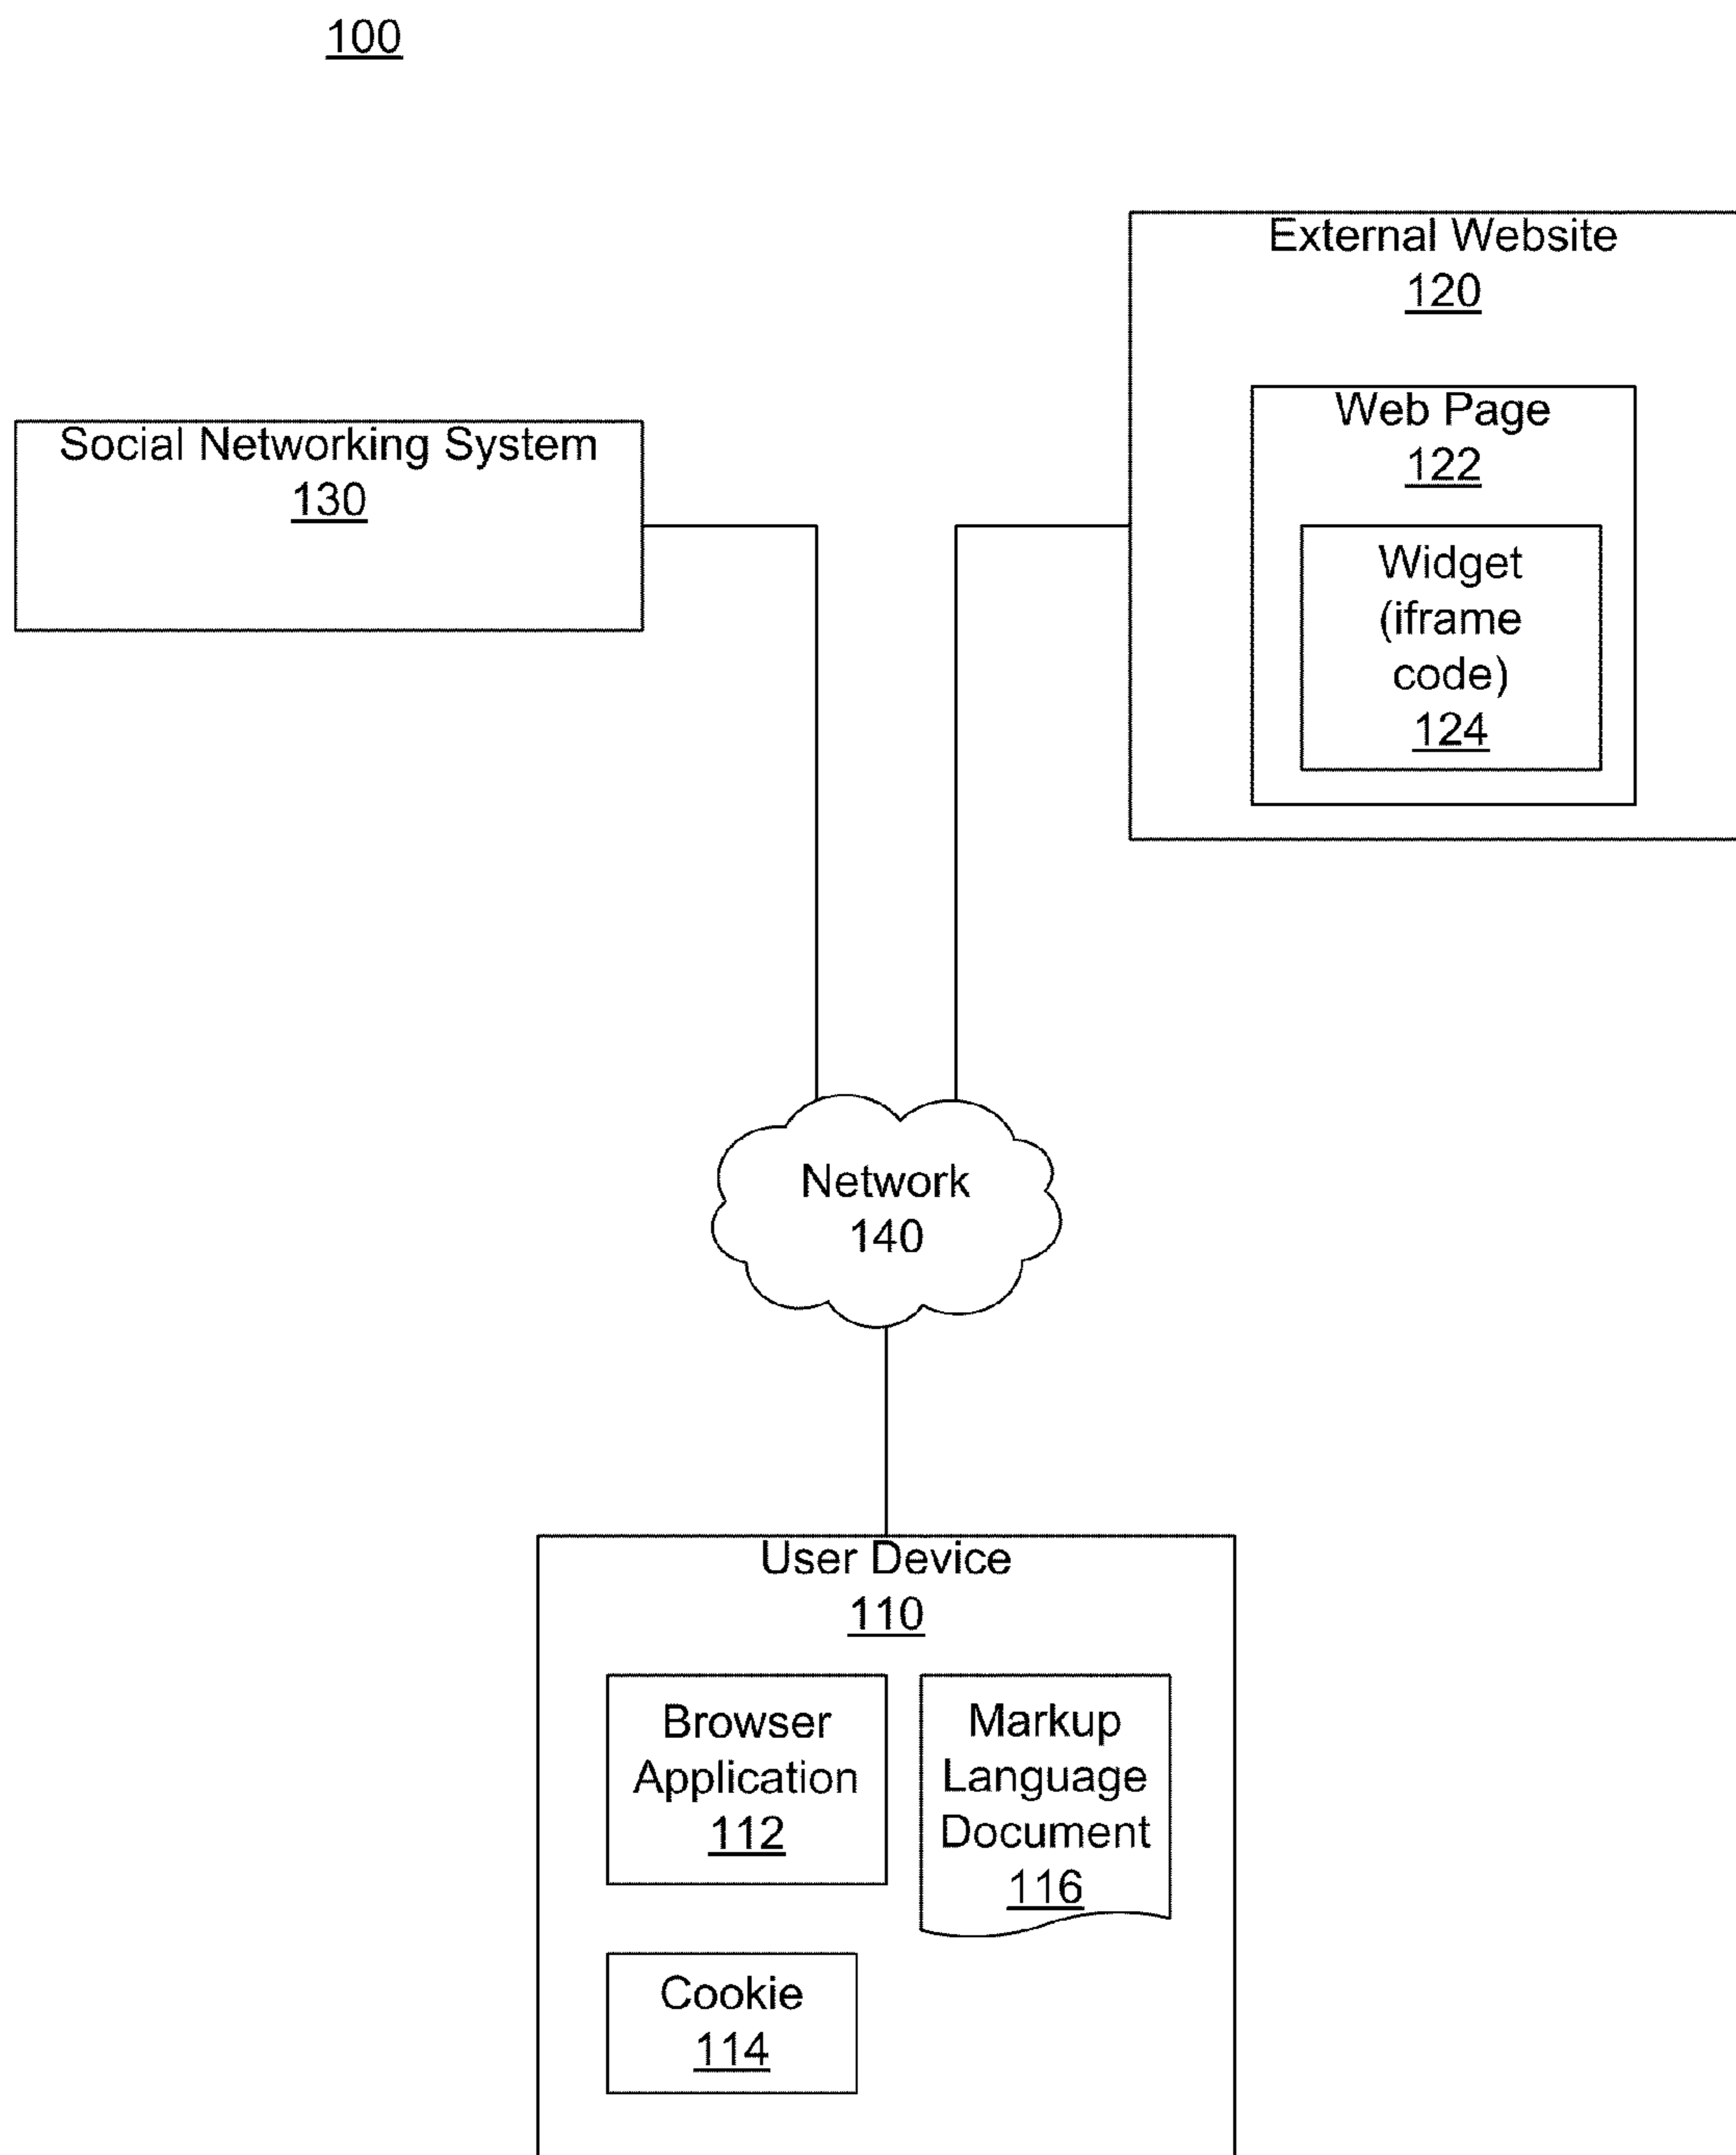 100
External Website
120
Web Page
122
Widget
(iframe
code)
124
Social Networking System
130
Network
140
User Device
110
Browser
Application
112
Markup
Language
Document
116
Cookie
114